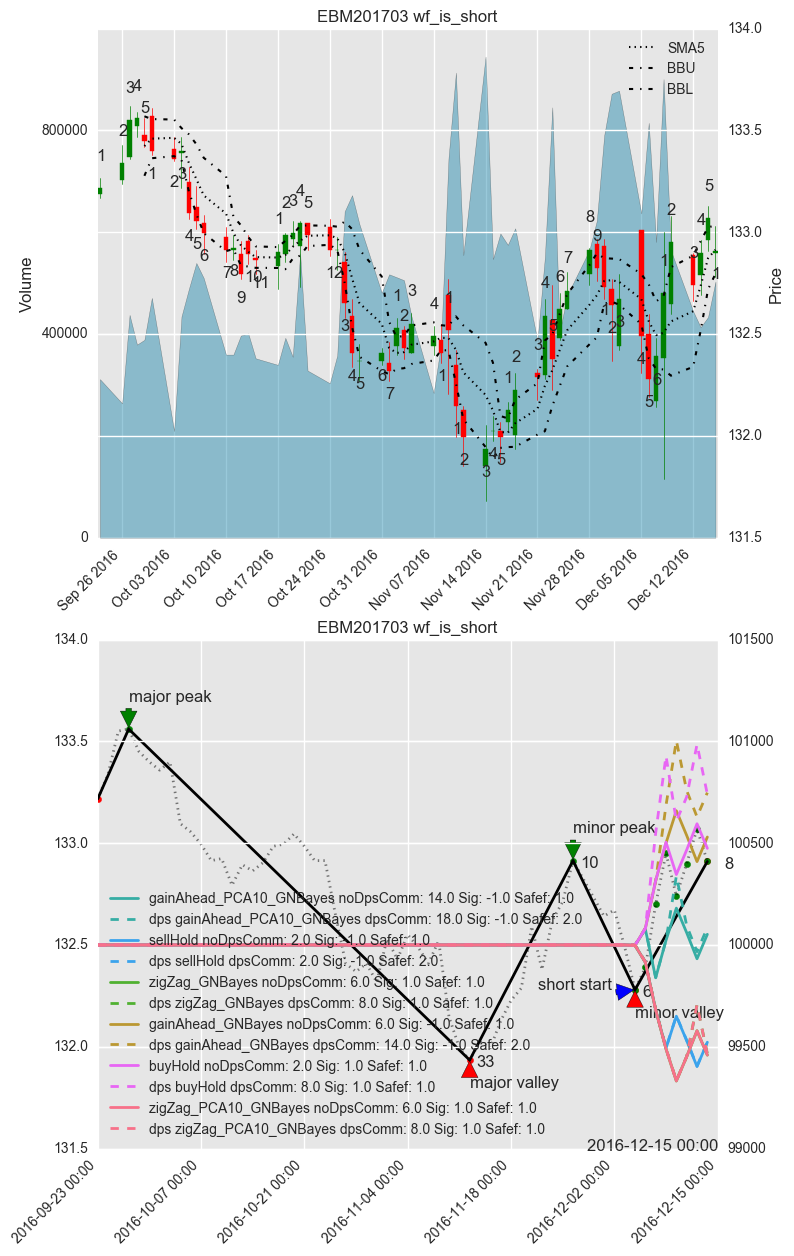 EBM201703 wf_is_short
134.0
SMA5
BBU
BBL
800000
133.5
133.0
Volume
Price
400000
132.5
132.0
0
131.5
Sep 26 2016
Oct 03 2016
Oct 10 2016
Oct 17 2016
Oct 24 2016
Oct 31 2016
Nov 07 2016
Nov 14 2016
Nov 21 2016
Nov 28 2016
Dec 05 2016
Dec 12 2016
EBM201703 wf_is_short
134.0
101500
major peak
133.5
101000
minor peak
133.0
100500
10
8
gainAhead_PCA10_GNBayes noDpsComm: 14.0 Sig: -1.0 Safef: 1.0
dps gainAhead_PCA10_GNBayes dpsComm: 18.0 Sig: -1.0 Safef: 2.0
sellHold noDpsComm: 2.0 Sig: -1.0 Safef: 1.0
132.5
100000
dps sellHold dpsComm: 2.0 Sig: -1.0 Safef: 2.0
zigZag_GNBayes noDpsComm: 6.0 Sig: 1.0 Safef: 1.0
short start
6
dps zigZag_GNBayes dpsComm: 8.0 Sig: 1.0 Safef: 1.0
minor valley
gainAhead_GNBayes noDpsComm: 6.0 Sig: -1.0 Safef: 1.0
dps gainAhead_GNBayes dpsComm: 14.0 Sig: -1.0 Safef: 2.0
132.0
99500
buyHold noDpsComm: 2.0 Sig: 1.0 Safef: 1.0
33
major valley
dps buyHold dpsComm: 8.0 Sig: 1.0 Safef: 1.0
zigZag_PCA10_GNBayes noDpsComm: 6.0 Sig: 1.0 Safef: 1.0
dps zigZag_PCA10_GNBayes dpsComm: 8.0 Sig: 1.0 Safef: 1.0
131.5
99000
2016-12-15 00:00
2016-09-23 00:00
2016-10-07 00:00
2016-10-21 00:00
2016-11-04 00:00
2016-11-18 00:00
2016-12-02 00:00
2016-12-15 00:00